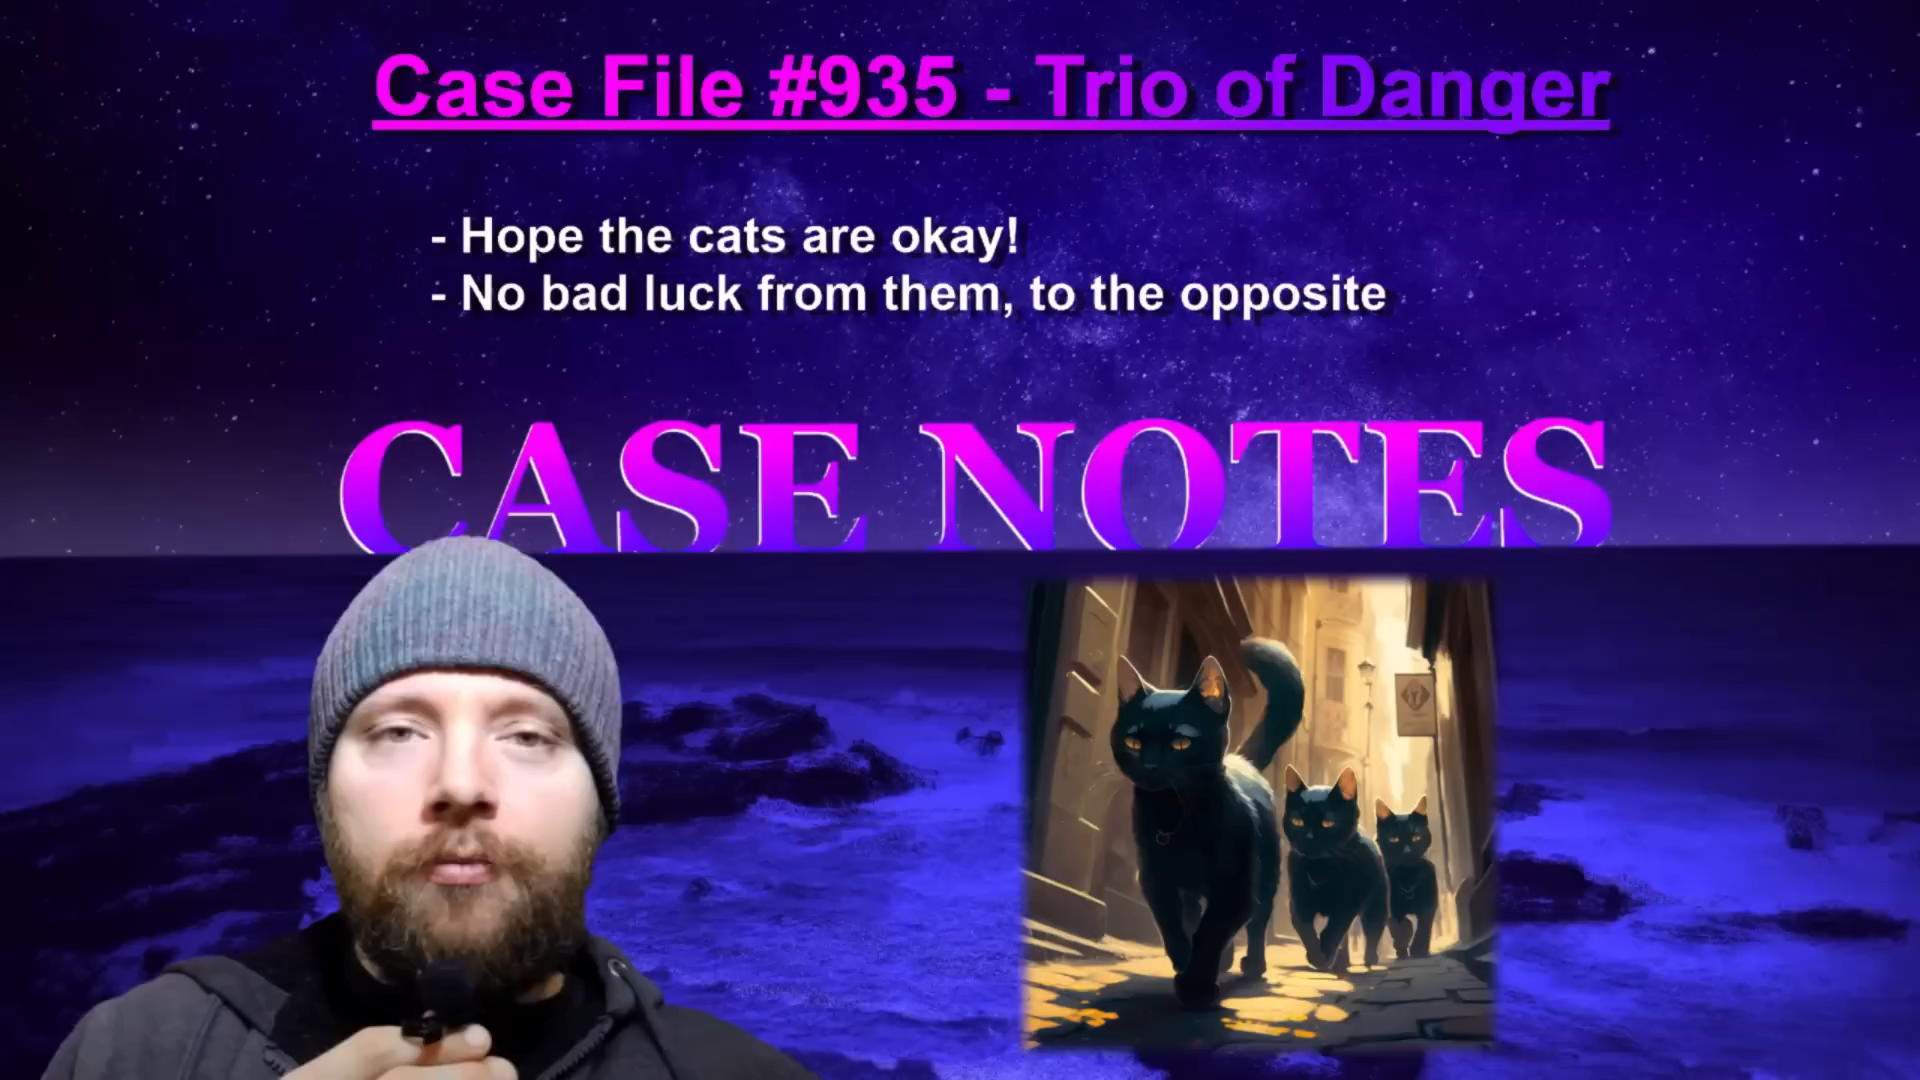 Case File #935 - Trio of Danger
- Hope the cats are okay!
- No bad luck from them, to the opposite
CASE NOTES